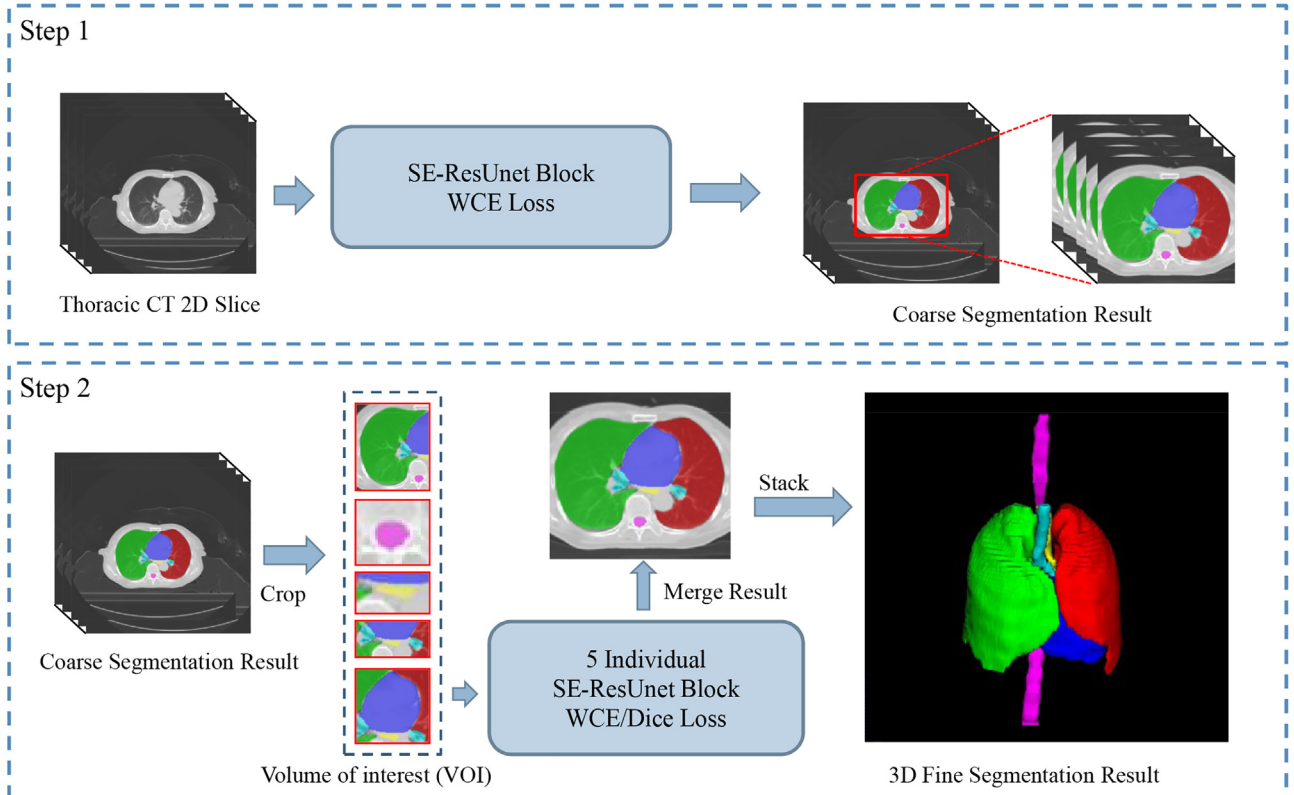 Step 1
SE-ResUnet Block
WCE Loss
Thoracic CT 2D Slice
Coarse Segmentation Result
Step 2
Crop
Coarse Segmentation Result
Volume of interest (VOI)
5 Individual
SE-ResUnet Block
WCE/Dice Loss
Merge Result
Stack
3D Fine Segmentation Result